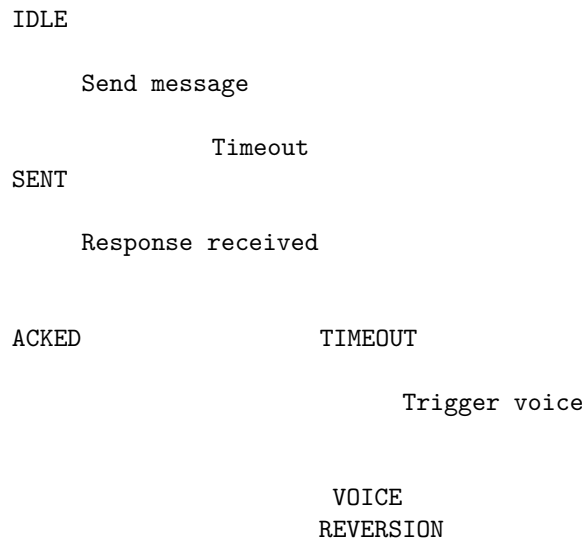 IDLE
Send message
Timeout
SENT
Response received
ACKED TIMEOUT
Trigger voice
VOICE
REVERSION